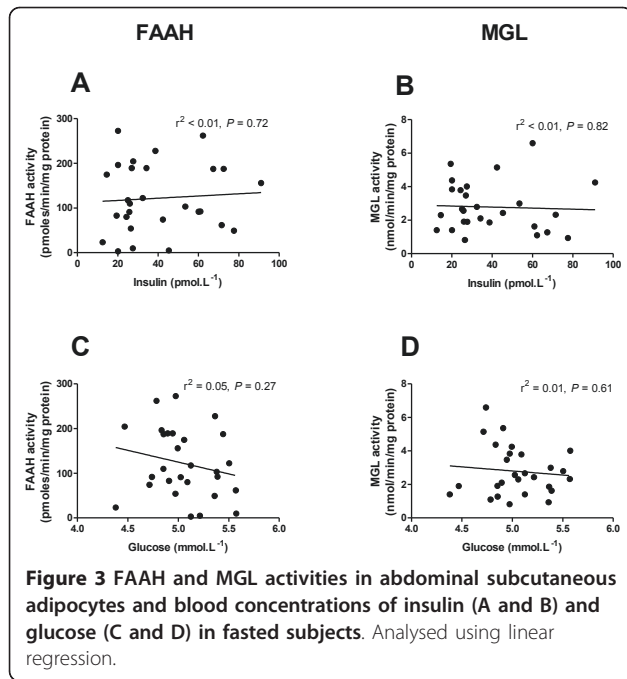 FAAH
MGL
A
r² < 0.01, P = 0.72
FAAH activity
(pmoles/min/mg protein)
300
200
100
0
0 20 40 60 80 100
Insulin (pmol.L⁻¹)
B
r² < 0.01, P = 0.82
MGL activity
(nmol/min/mg protein)
8
6
4
2
0
0 20 40 60 80 100
Insulin (pmol.L⁻¹)
C
r² = 0.05, P = 0.27
FAAH activity
(pmoles/min/mg protein)
300
200
100
0
4.0 4.5 5.0 5.5 6.0
Glucose (mmol.L⁻¹)
D
r² = 0.01, P = 0.61
MGL activity
(nmol/min/mg protein)
8
6
4
2
0
4.0 4.5 5.0 5.5 6.0
Glucose (mmol.L⁻¹)
Figure 3 FAAH and MGL activities in abdominal subcutaneous
adipocytes and blood concentrations of insulin (A and B) and
glucose (C and D) in fasted subjects. Analysed using linear
regression.